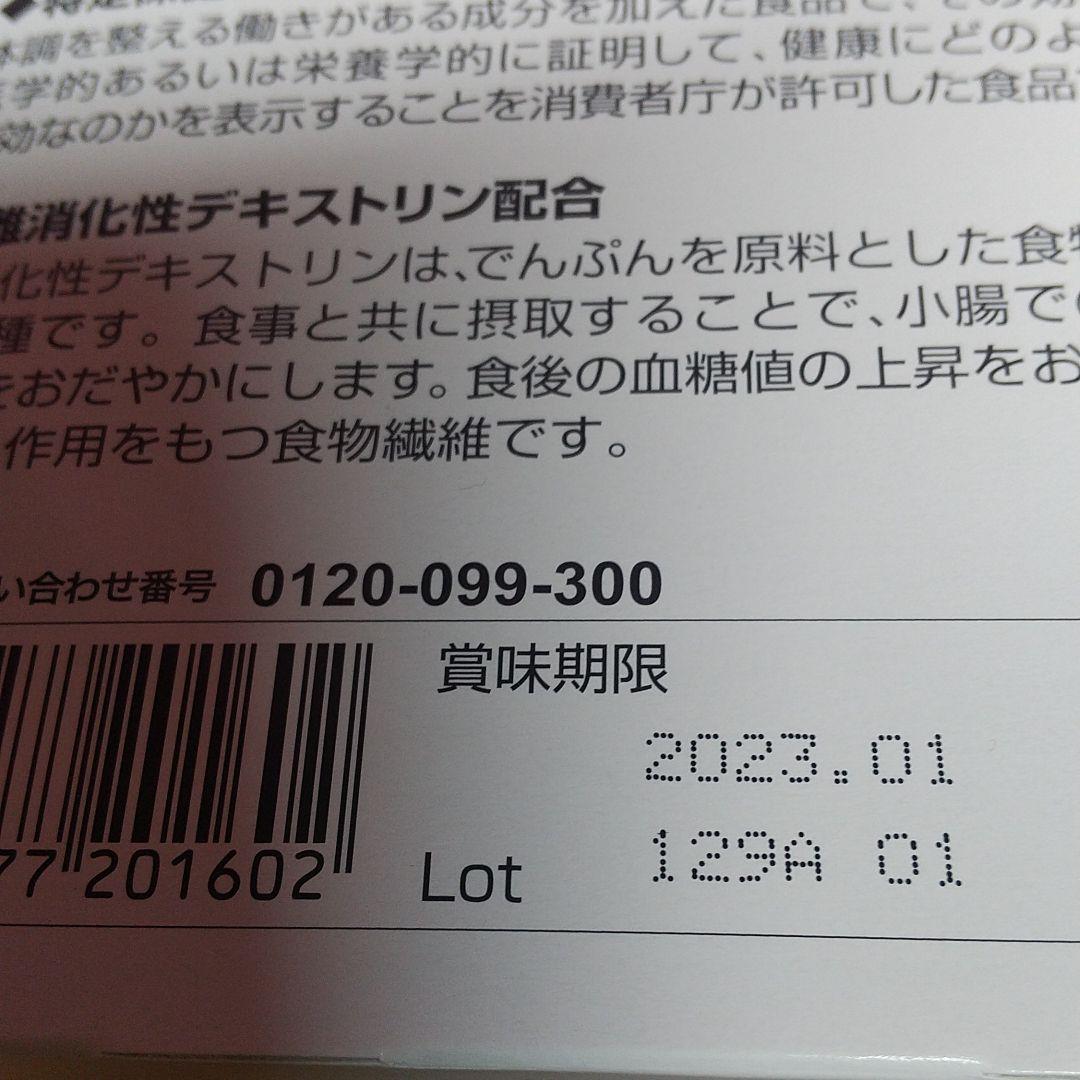 体調を整える働きがある成分を加えた食品で、その効
学的あるいは栄養学的に証明して、健康にどのよ
効なのかを表示することを消費者庁が許可した食品
難消化性デキストリン配合
化性デキストリンは、でんぷんを原料とした食物
種です。食事と共に摂取することで、小腸での
をおだやかにします。食後の血糖値の上昇をお
作用をもつ食物繊維です。
い合わせ番号 0120-099-300
賞味期限
2023.01
77 201602
Lot 129A 01